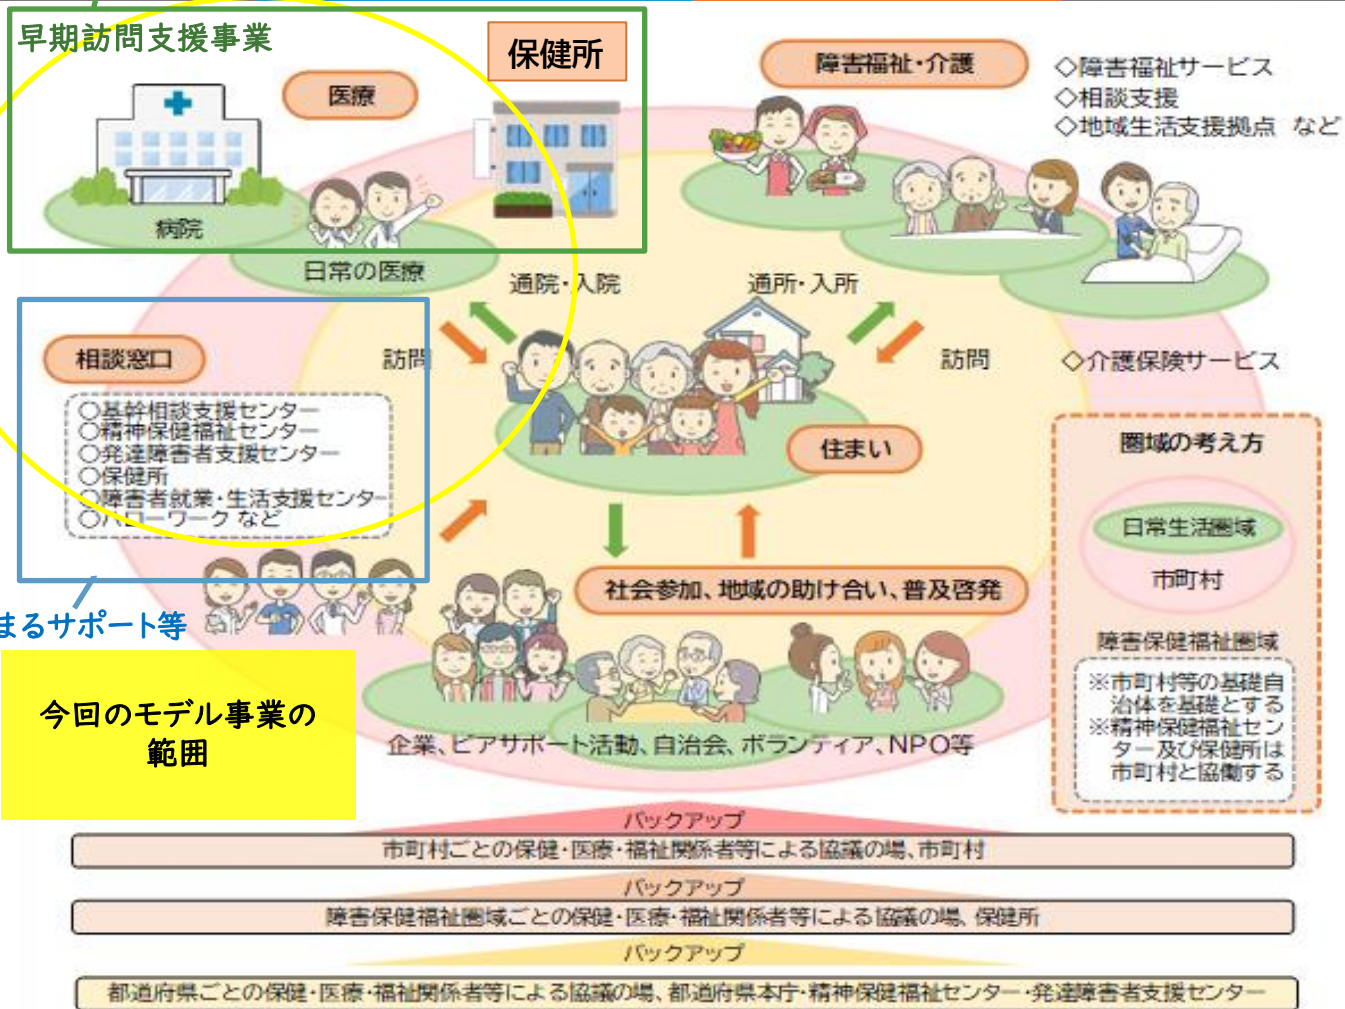 早期訪問支援事業
保健所
医療
病院
日常の医療
障害福祉・介護
◇障害福祉サービス
◇相談支援
◇地域生活支援拠点 など
通院・入院
通所・入所
訪問
訪問
◇介護保険サービス
相談窓口
○基幹相談支援センター
○精神保健福祉センター
○発達障害者支援センター
○保健所
○障害者就業・生活支援センター
○ハローワーク など
住まい
圏域の考え方
日常生活圏域
市町村
障害保健福祉圏域
※市町村等の基礎自
治体を基礎とする
※精神保健福祉セン
ター及び保健所は
市町村と協働する
社会参加、地域の助け合い、普及啓発
まるサポート等
今回のモデル事業の
範囲
企業、ピアサポート活動、自治会、ボランティア、NPO等
バックアップ
市町村ごとの保健・医療・福祉関係者等による協議の場、市町村
バックアップ
障害保健福祉圏域ごとの保健・医療・福祉関係者等による協議の場、保健所
バックアップ
都道府県ごとの保健・医療・福祉関係者等による協議の場、都道府県本庁・精神保健福祉センター・発達障害者支援センター